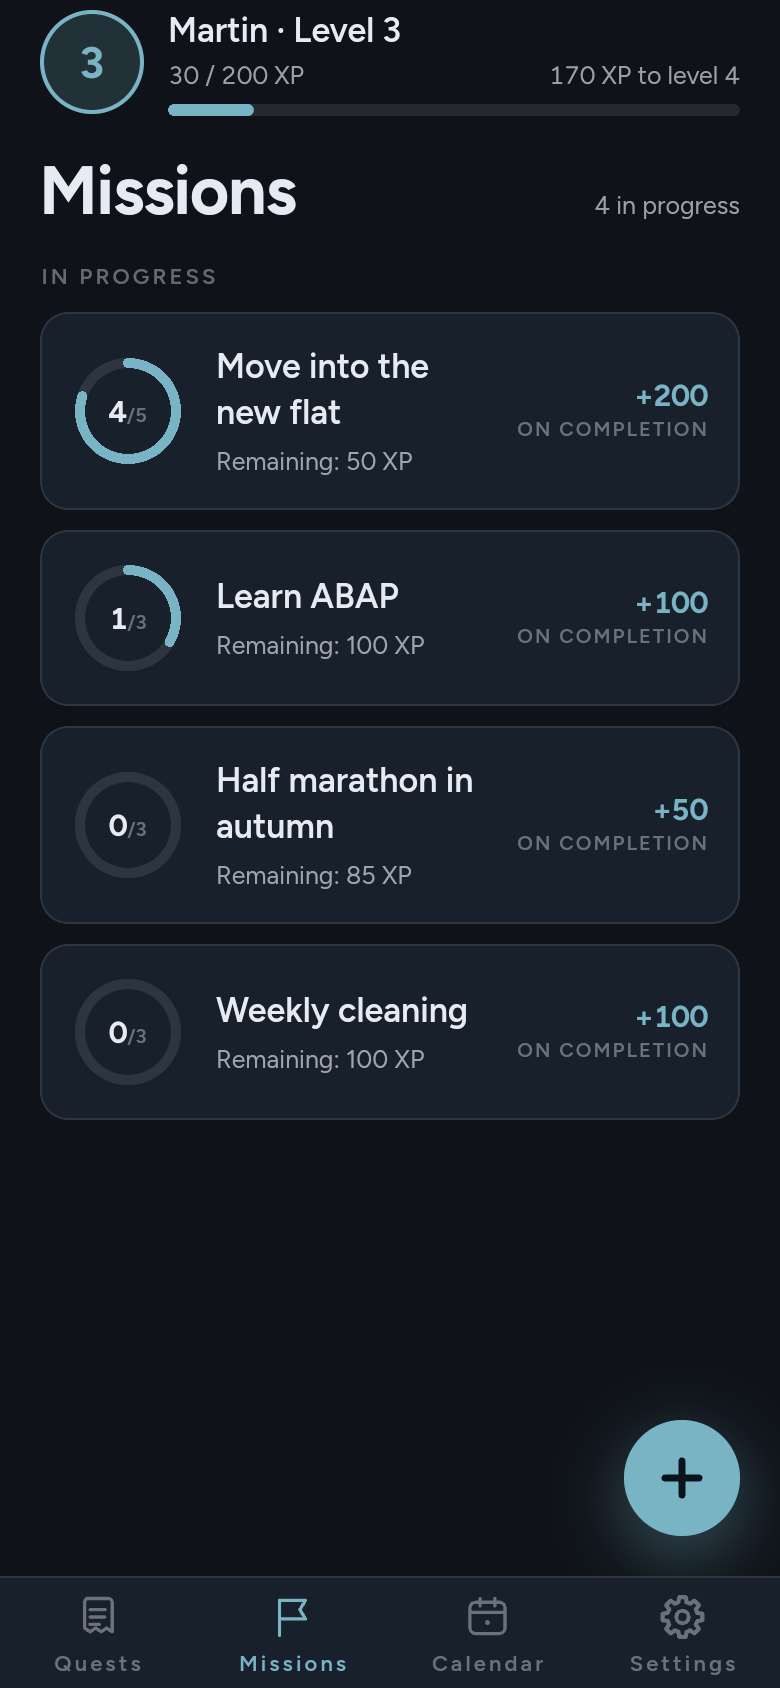 3
Martin · Level 3
30 / 200 XP
170 XP to level 4
Missions
4 in progress
IN PROGRESS
4/5
Move into the
new flat
Remaining: 50 XP
+200
ON COMPLETION
1/3
Learn ABAP
Remaining: 100 XP
+100
ON COMPLETION
0/3
Half marathon in
autumn
Remaining: 85 XP
+50
ON COMPLETION
0/3
Weekly cleaning
Remaining: 100 XP
+100
ON COMPLETION
Quests
Missions
Calendar
Settings